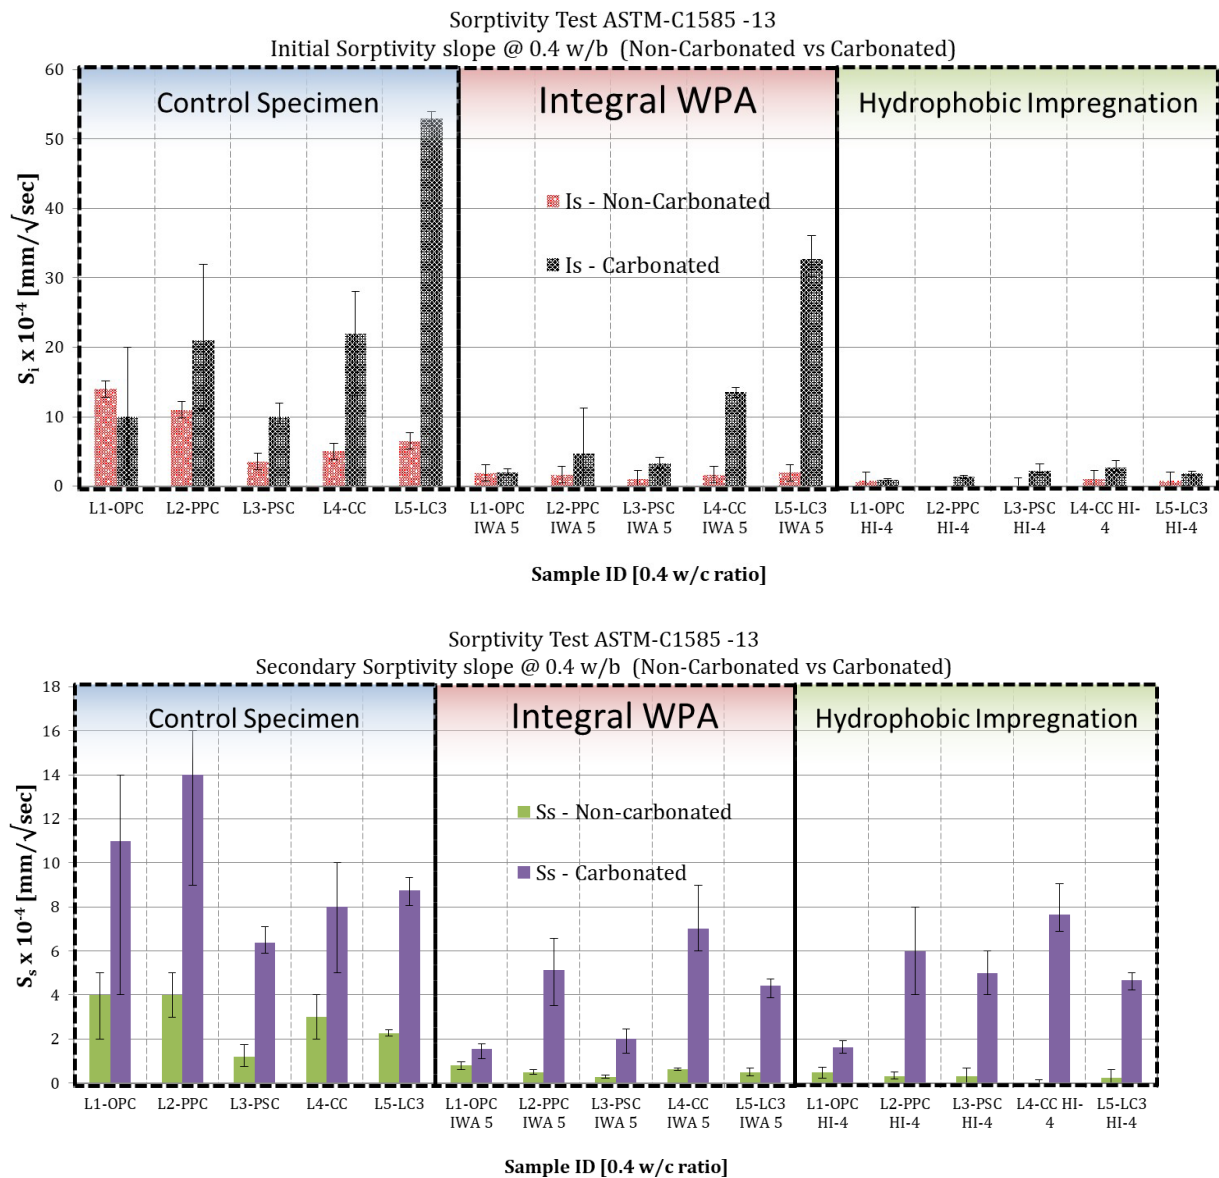 Sorptivity Test ASTM-C1585 -13
Initial Sorptivity slope @ 0.4 w/b (Non-Carbonated vs Carbonated)
60
50
40
30
20
10
0
S_i x 10⁻⁴ [mm/√sec]
Control Specimen
Integral WPA
Hydrophobic Impregnation
Is - Non-Carbonated
Is - Carbonated
L1-OPC
L2-PPC
L3-PSC
L4-CC
L5-LC3
L1-OPC
IWA 5
L2-PPC
IWA 5
L3-PSC
IWA 5
L4-CC
IWA 5
L5-LC3
IWA 5
L1-OPC
HI-4
L2-PPC
HI-4
L3-PSC
HI-4
L4-CC HI-
4
L5-LC3
HI-4
Sample ID [0.4 w/c ratio]
Sorptivity Test ASTM-C1585 -13
Secondary Sorptivity slope @ 0.4 w/b (Non-Carbonated vs Carbonated)
18
16
14
12
10
8
6
4
2
0
S_s x 10⁻⁴ [mm/√sec]
Control Specimen
Integral WPA
Hydrophobic Impregnation
Ss - Non-carbonated
Ss - Carbonated
L1-OPC
L2-PPC
L3-PSC
L4-CC
L5-LC3
L1-OPC
IWA 5
L2-PPC
IWA 5
L3-PSC
IWA 5
L4-CC
IWA 5
L5-LC3
IWA 5
L1-OPC
HI-4
L2-PPC
HI-4
L3-PSC
HI-4
L4-CC HI-
4
L5-LC3
HI-4
Sample ID [0.4 w/c ratio]